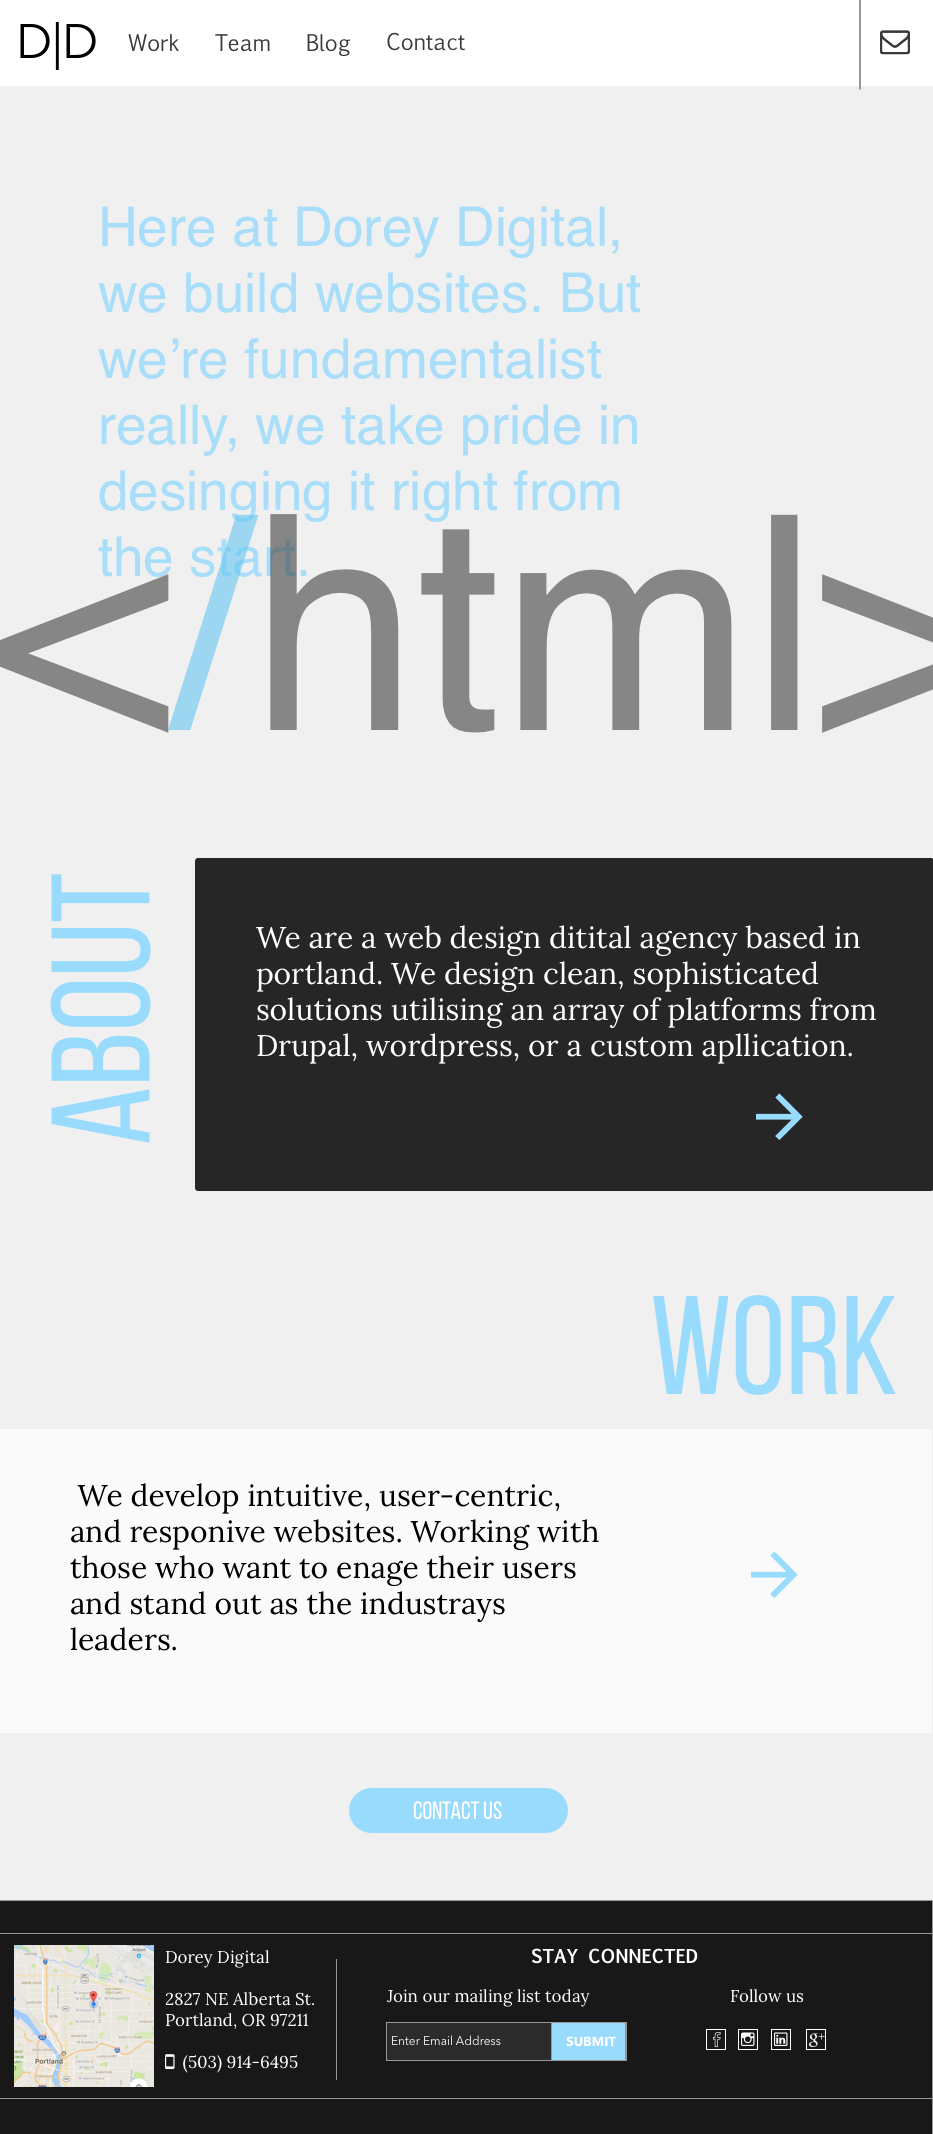 D|D Work Team Blog Contact
Here at Dorey Digital,
we build websites. But
we’re fundamentalist
really, we take pride in
desinging it right from
the start.
</html>
ABOUT
We are a web design ditital agency based in
portland. We design clean, sophisticated
solutions utilising an array of platforms from
Drupal, wordpress, or a custom apllication.
WORK
We develop intuitive, user-centric,
and responive websites. Working with
those who want to enage their users
and stand out as the industrays
leaders.
CONTACT US
Dorey Digital
2827 NE Alberta St.
Portland, OR 97211
(503) 914-6495
Portland
STAY CONNECTED
Join our mailing list today
Enter Email Address SUBMIT
Follow us
f in g+